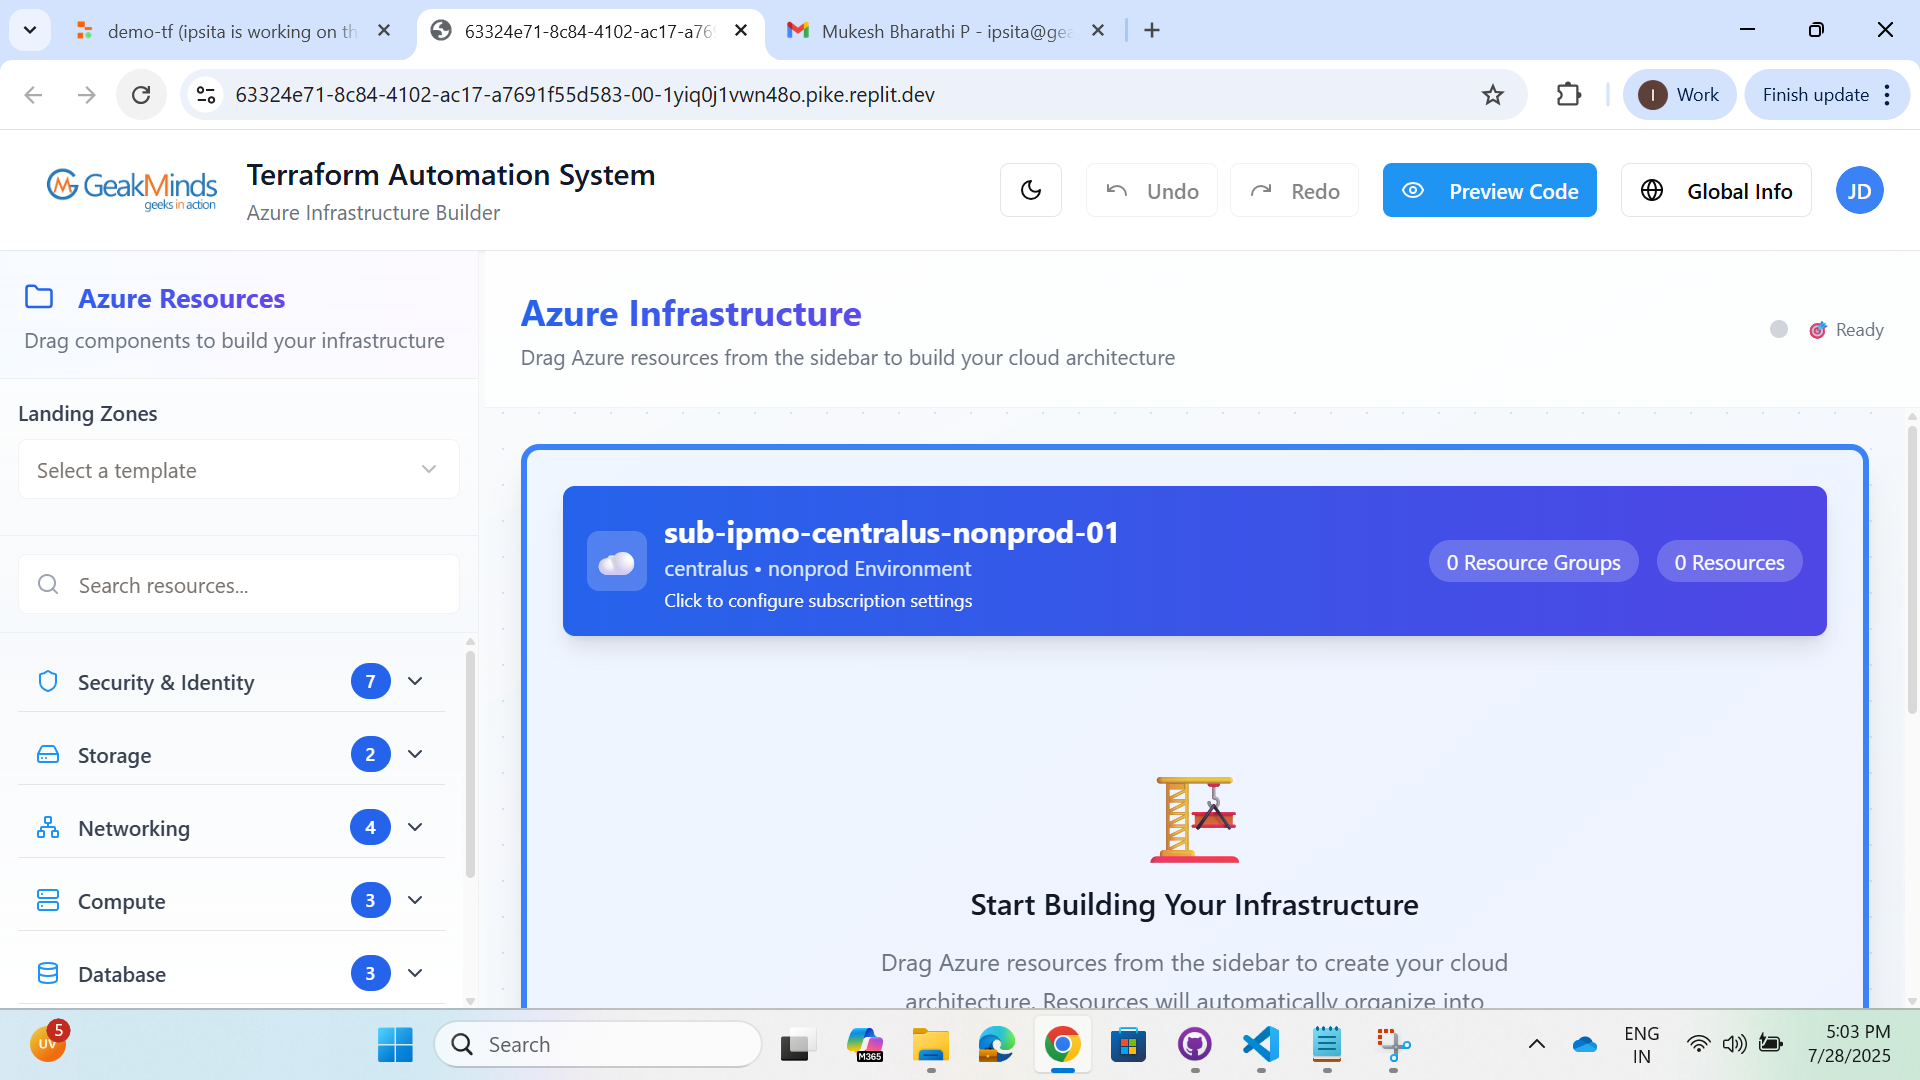 demo-tf (ipsita is working on th
63324e71-8c84-4102-ac17-a769
Mukesh Bharathi P - ipsita@gea
63324e71-8c84-4102-ac17-a7691f55d583-00-1yiq0j1vwn48o.pike.replit.dev
I Work
Finish update
GeakMinds
geeks in action
Terraform Automation System
Azure Infrastructure Builder
Undo
Redo
Preview Code
Global Info
JD
Azure Resources
Drag components to build your infrastructure
Landing Zones
Select a template
Search resources...
Security & Identity 7
Storage 2
Networking 4
Compute 3
Database 3
Azure Infrastructure
Drag Azure resources from the sidebar to build your cloud architecture
Ready
sub-ipmo-centralus-nonprod-01
centralus • nonprod Environment
Click to configure subscription settings
0 Resource Groups
0 Resources
Start Building Your Infrastructure
Drag Azure resources from the sidebar to create your cloud
architecture. Resources will automatically organize into
5
UV
Search
M365
ENG
IN
5:03 PM
7/28/2025